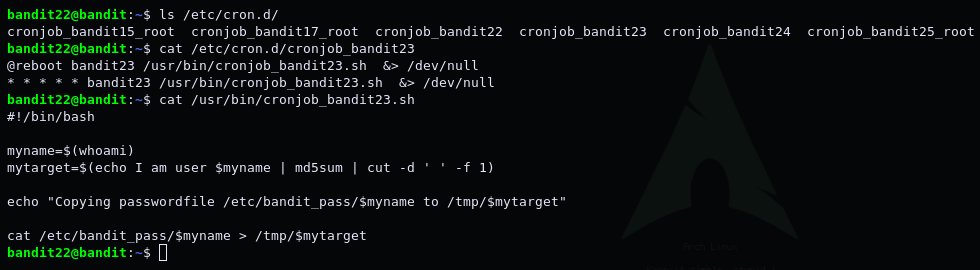 bandit22@bandit:~$ ls /etc/cron.d/
cronjob_bandit15_root  cronjob_bandit17_root  cronjob_bandit22  cronjob_bandit23  cronjob_bandit24  cronjob_bandit25_root
bandit22@bandit:~$ cat /etc/cron.d/cronjob_bandit23
@reboot bandit23 /usr/bin/cronjob_bandit23.sh  &> /dev/null
* * * * * bandit23 /usr/bin/cronjob_bandit23.sh  &> /dev/null
bandit22@bandit:~$ cat /usr/bin/cronjob_bandit23.sh
#!/bin/bash

myname=$(whoami)
mytarget=$(echo I am user $myname | md5sum | cut -d ' ' -f 1)

echo "Copying passwordfile /etc/bandit_pass/$myname to /tmp/$mytarget"

cat /etc/bandit_pass/$myname > /tmp/$mytarget
bandit22@bandit:~$